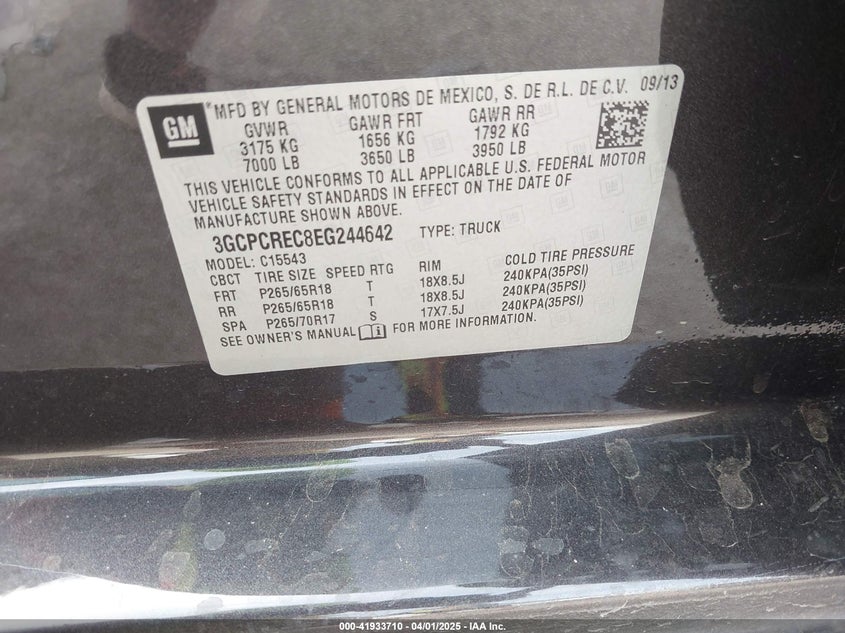 GM
*MFD BY GENERAL MOTORS DE MEXICO, S. DE R.L. DE C.V. 09/13
GVWR GAWR FRT GAWR RR
3175 KG 1656 KG 1792 KG
7000 LB 3650 LB 3950 LB
THIS VEHICLE CONFORMS TO ALL APPLICABLE U.S. FEDERAL MOTOR
VEHICLE SAFETY STANDARDS IN EFFECT ON THE DATE OF
MANUFACTURE SHOWN ABOVE.
3GCPCREC8EG244642 TYPE: TRUCK
MODEL: C15543
CBCT TIRE SIZE SPEED RTG RIM COLD TIRE PRESSURE
FRT P265/65R18 T 18X8.5J 240KPA(35PSI)
RR P265/65R18 T 18X8.5J 240KPA(35PSI)
SPA P265/70R17 S 17X7.5J 240KPA(35PSI)
SEE OWNER'S MANUAL FOR MORE INFORMATION.
000-41933710 - 04/01/2025 - IAA Inc.